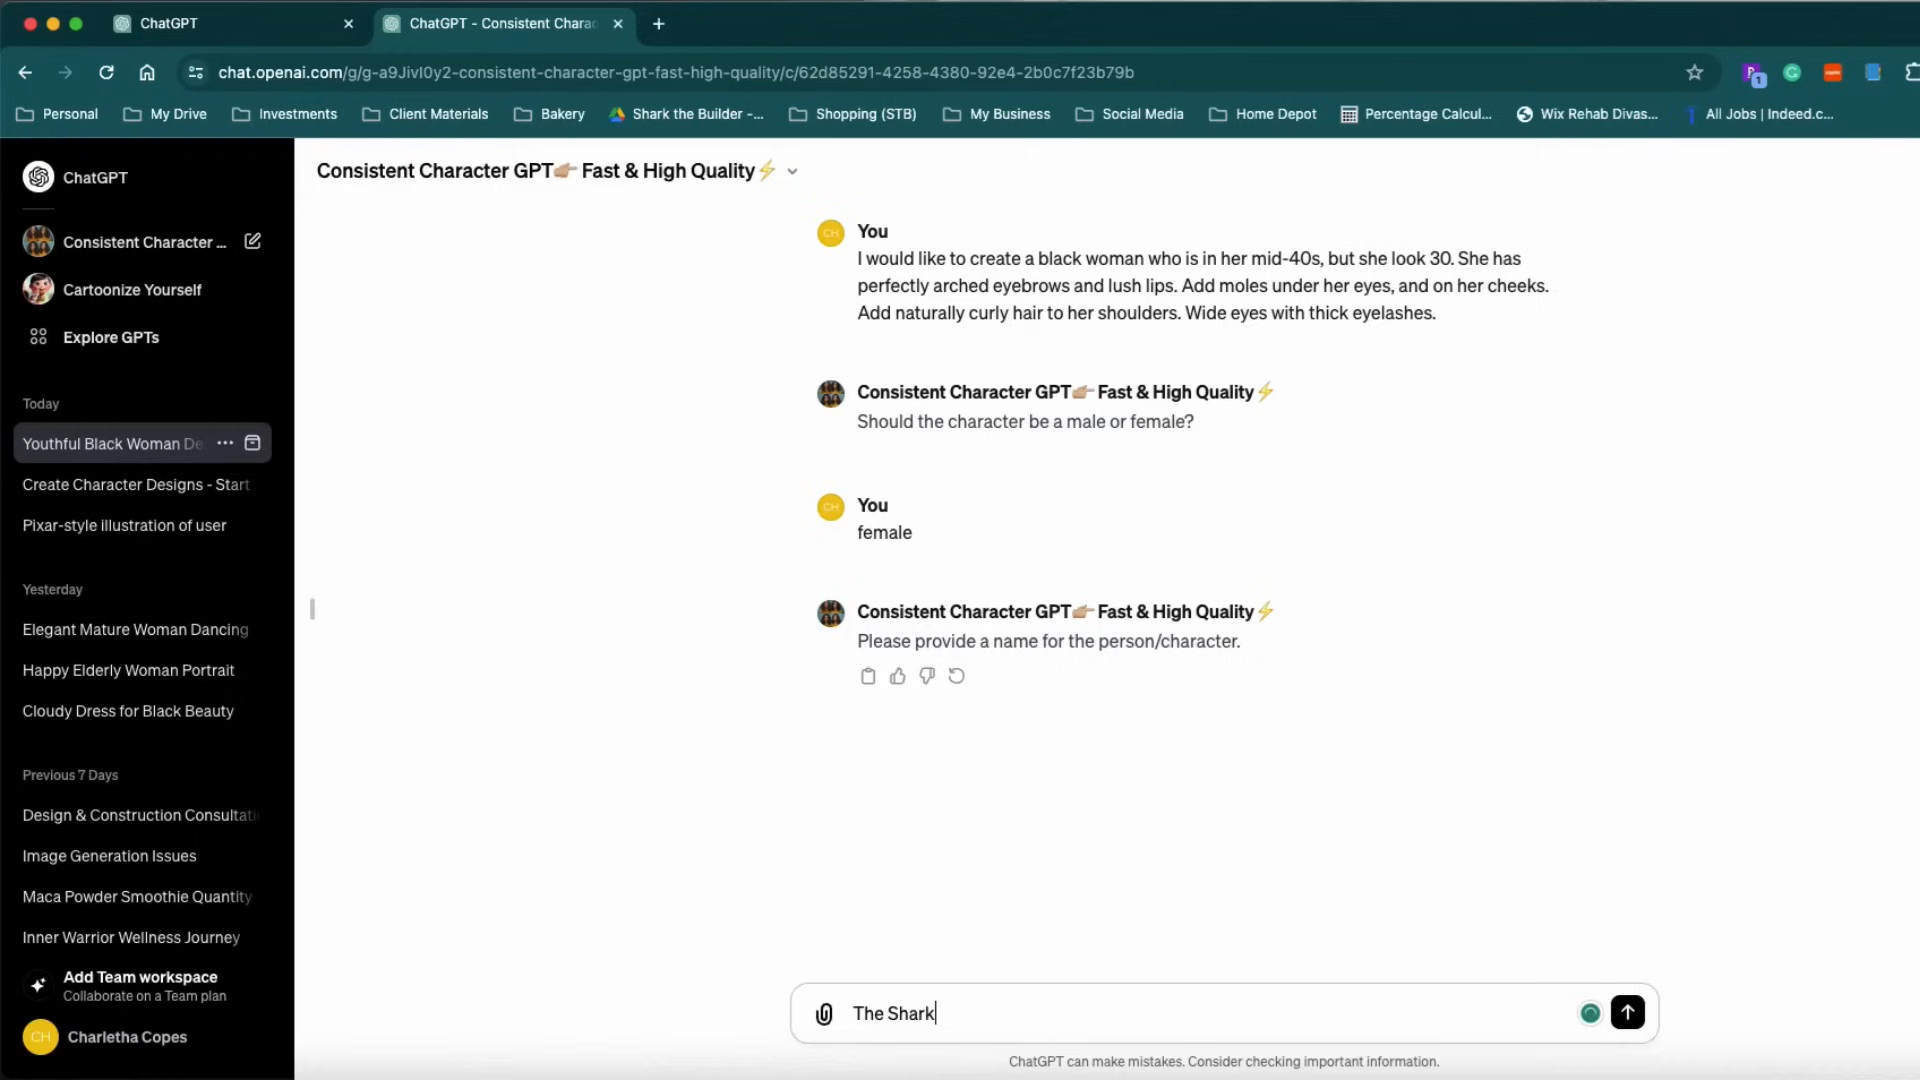 ChatGPT
ChatGPT - Consistent Charac
chat.openai.com/g/g-a9JivI0y2-consistent-character-gpt-fast-high-quality/c/62d85291-4258-4380-92e4-2b0c7f23b79b
1
Personal
My Drive
Investments
Client Materials
Bakery
Shark the Builder -...
Shopping (STB)
My Business
Social Media
Home Depot
Percentage Calcul...
Wix Rehab Divas...
All Jobs | Indeed.c...
ChatGPT
Consistent Character ...
Cartoonize Yourself
Explore GPTs
Today
Youthful Black Woman De
Create Character Designs - Start
Pixar-style illustration of user
Yesterday
Elegant Mature Woman Dancing
Happy Elderly Woman Portrait
Cloudy Dress for Black Beauty
Previous 7 Days
Design & Construction Consultati
Image Generation Issues
Maca Powder Smoothie Quantity
Inner Warrior Wellness Journey
Add Team workspace
Collaborate on a Team plan
CH
Charletha Copes
Consistent Character GPT👉🏼 Fast & High Quality⚡
CH
You
I would like to create a black woman who is in her mid-40s, but she look 30. She has
perfectly arched eyebrows and lush lips. Add moles under her eyes, and on her cheeks.
Add naturally curly hair to her shoulders. Wide eyes with thick eyelashes.
Consistent Character GPT👉🏼 Fast & High Quality⚡
Should the character be a male or female?
CH
You
female
Consistent Character GPT👉🏼 Fast & High Quality⚡
Please provide a name for the person/character.
The Shark
ChatGPT can make mistakes. Consider checking important information.